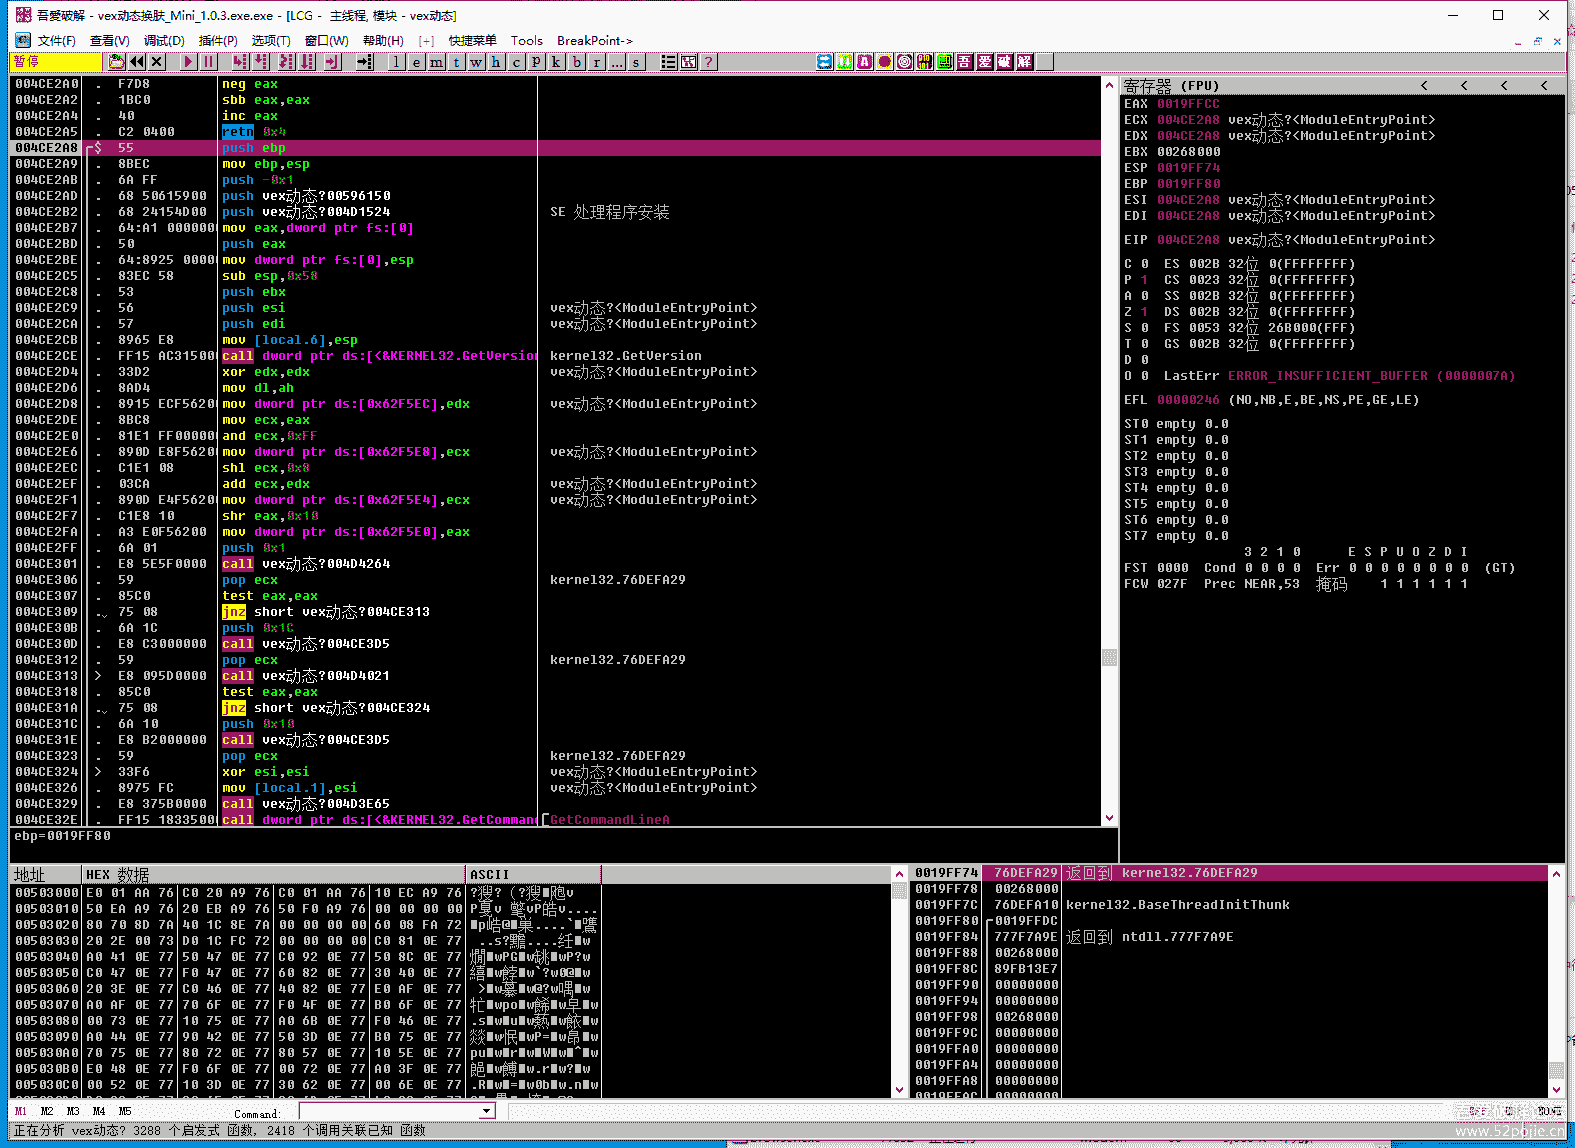 吾愛破解 - vex动态换肤_Mini_1.0.3.exe.exe - [LCG - 主线程, 模块 - vex动态]
文件(F) 查看(V) 调试(D) 插件(P) 选项(T) 窗口(W) 帮助(H) [+] 快捷菜单 Tools BreakPoint->
暂停 l e m t w h c P k b r ... s ? 吾 爱 破 解
004CE2A0 . F7D8 neg eax
004CE2A2 . 1BC0 sbb eax,eax
004CE2A4 . 40 inc eax
004CE2A5 . C2 0400 retn 0x4
004CE2A8 $ 55 push ebp
004CE2A9 . 8BEC mov ebp,esp
004CE2AB . 6A FF push -0x1
004CE2AD . 68 50615900 push vex动态?00596150
004CE2B2 . 68 24154D00 push vex动态?004D1524 SE 处理程序安装
004CE2B7 . 64:A1 0000000 mov eax,dword ptr fs:[0]
004CE2BD . 50 push eax
004CE2BE . 64:8925 0000 mov dword ptr fs:[0],esp
004CE2C5 . 83EC 58 sub esp,0x58
004CE2C8 . 53 push ebx
004CE2C9 . 56 push esi vex动态?<ModuleEntryPoint>
004CE2CA . 57 push edi vex动态?<ModuleEntryPoint>
004CE2CB . 8965 E8 mov [local.6],esp
004CE2CE . FF15 AC315000 call dword ptr ds:[<&KERNEL32.GetVersion kernel32.GetVersion
004CE2D4 . 33D2 xor edx,edx vex动态?<ModuleEntryPoint>
004CE2D6 . 8AD4 mov dl,ah
004CE2D8 . 8915 ECF5620 mov dword ptr ds:[0x62F5EC],edx vex动态?<ModuleEntryPoint>
004CE2DE . 8BC8 mov ecx,eax
004CE2E0 . 81E1 FF00000 and ecx,0xFF
004CE2E6 . 890D E8F5620 mov dword ptr ds:[0x62F5E8],ecx vex动态?<ModuleEntryPoint>
004CE2EC . C1E1 08 shl ecx,0x8
004CE2EF . 03CA add ecx,edx vex动态?<ModuleEntryPoint>
004CE2F1 . 890D E4F5620 mov dword ptr ds:[0x62F5E4],ecx vex动态?<ModuleEntryPoint>
004CE2F7 . C1E8 10 shr eax,0x10
004CE2FA . A3 E0F56200 mov dword ptr ds:[0x62F5E0],eax
004CE2FF . 6A 01 push 0x1
004CE301 . E8 5E5F0000 call vex动态?004D4264
004CE306 . 59 pop ecx kernel32.76DEFA29
004CE307 . 85C0 test eax,eax
004CE309 . 75 08 jnz short vex动态?004CE313
004CE30B . 6A 1C push 0x1C
004CE30D . E8 C3000000 call vex动态?004CE3D5
004CE312 . 59 pop ecx kernel32.76DEFA29
004CE313 > E8 095D0000 call vex动态?004D4021
004CE318 . 85C0 test eax,eax
004CE31A . 75 08 jnz short vex动态?004CE324
004CE31C . 6A 10 push 0x10
004CE31E . E8 B2000000 call vex动态?004CE3D5
004CE323 . 59 pop ecx kernel32.76DEFA29
004CE324 > 33F6 xor esi,esi vex动态?<ModuleEntryPoint>
004CE326 . 8975 FC mov [local.1],esi vex动态?<ModuleEntryPoint>
004CE329 . E8 375B0000 call vex动态?004D3E65
004CE32E . FF15 1833500 call dword ptr ds:[<&KERNEL32.GetComman GetCommandLineA
ebp=0019FF80
寄存器 (FPU) < < < <
EAX 0019FFCC
ECX 004CE2A8 vex动态?<ModuleEntryPoint>
EDX 004CE2A8 vex动态?<ModuleEntryPoint>
EBX 00268000
ESP 0019FF74
EBP 0019FF80
ESI 004CE2A8 vex动态?<ModuleEntryPoint>
EDI 004CE2A8 vex动态?<ModuleEntryPoint>
EIP 004CE2A8 vex动态?<ModuleEntryPoint>
C 0 ES 002B 32位 0(FFFFFFFF)
P 1 CS 0023 32位 0(FFFFFFFF)
A 0 SS 002B 32位 0(FFFFFFFF)
Z 1 DS 002B 32位 0(FFFFFFFF)
S 0 FS 0053 32位 26B000(FFF)
T 0 GS 002B 32位 0(FFFFFFFF)
D 0
O 0 LastErr ERROR_INSUFFICIENT_BUFFER (0000007A)
EFL 00000246 (NO,NB,E,BE,NS,PE,GE,LE)
ST0 empty 0.0
ST1 empty 0.0
ST2 empty 0.0
ST3 empty 0.0
ST4 empty 0.0
ST5 empty 0.0
ST6 empty 0.0
ST7 empty 0.0
3 2 1 0 E S P U O Z D I
FST 0000 Cond 0 0 0 0 Err 0 0 0 0 0 0 0 0 (GT)
FCW 027F Prec NEAR,53 掩码 1 1 1 1 1 1
地址 HEX 数据 ASCII
00503000 E0 01 AA 76 C0 20 A9 76 C0 01 AA 76 10 EC A9 76
00503010 50 EA A9 76 20 EB A9 76 50 F0 A9 76 00 00 00 00
00503020 80 70 8D 7A 40 1C 8E 7A 00 00 00 00 60 08 FA 72
00503030 20 2E 00 73 D0 1C FC 72 00 00 00 00 C0 81 0E 77
00503040 A0 41 0E 77 50 47 0E 77 C0 92 0E 77 50 8C 0E 77
00503050 C0 47 0E 77 F0 47 0E 77 60 82 0E 77 30 40 0E 77
00503060 20 3E 0E 77 C0 46 0E 77 40 82 0E 77 E0 AF 0E 77
00503070 A0 AF 0E 77 70 6F 0E 77 F0 4F 0E 77 B0 6F 0E 77
00503080 00 73 0E 77 10 75 0E 77 A0 6B 0E 77 F0 46 0E 77
00503090 A0 44 0E 77 90 42 0E 77 50 3D 0E 77 B0 75 0E 77
005030A0 70 75 0E 77 80 72 0E 77 80 57 0E 77 10 5E 0E 77
005030B0 E0 48 0E 77 F0 6F 0E 77 00 72 0E 77 A0 3F 0E 77
005030C0 00 52 0E 77 10 3D 0E 77 30 62 0E 77 00 6E 0E 77
0019FF74 76DEFA29 返回到 kernel32.76DEFA29
0019FF78 00268000
0019FF7C 76DEFA10 kernel32.BaseThreadInitThunk
0019FF80 0019FFDC
0019FF84 777F7A9E 返回到 ntdll.777F7A9E
0019FF88 00268000
0019FF8C 89FB13E7
0019FF90 00000000
0019FF94 00000000
0019FF98 00268000
0019FF9C 00000000
0019FFA0 00000000
0019FFA4 00000000
0019FFA8 00000000
0019FFAC 00000000
M1 M2 M3 M4 M5 Command:
正在分析 vex动态? 3288 个启发式 函数, 2418 个调用关联已知 函数
www.52pojie.cn